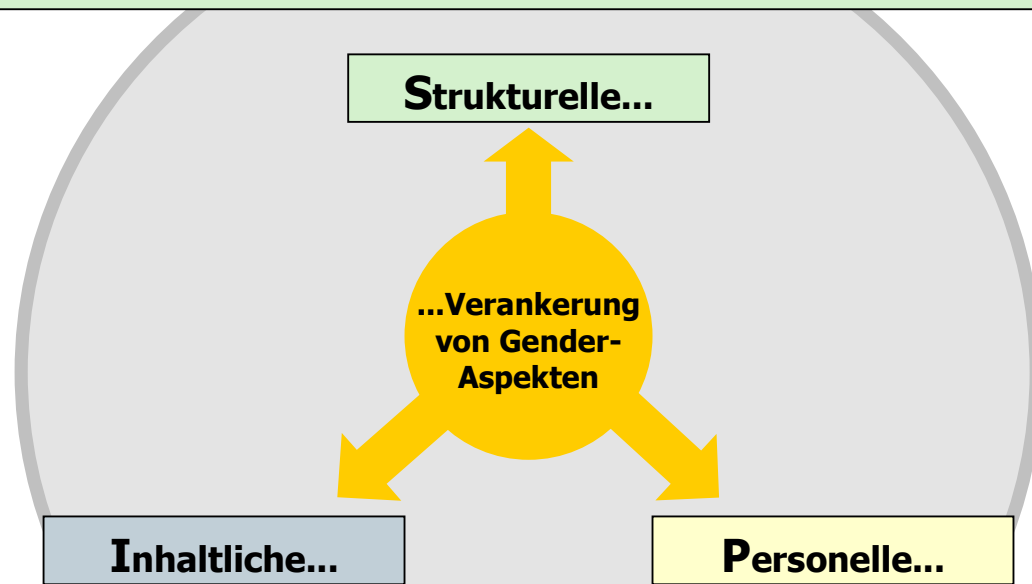 Strukturelle...
...Verankerung
von Gender-
Aspekten
Inhaltliche...
Personelle...